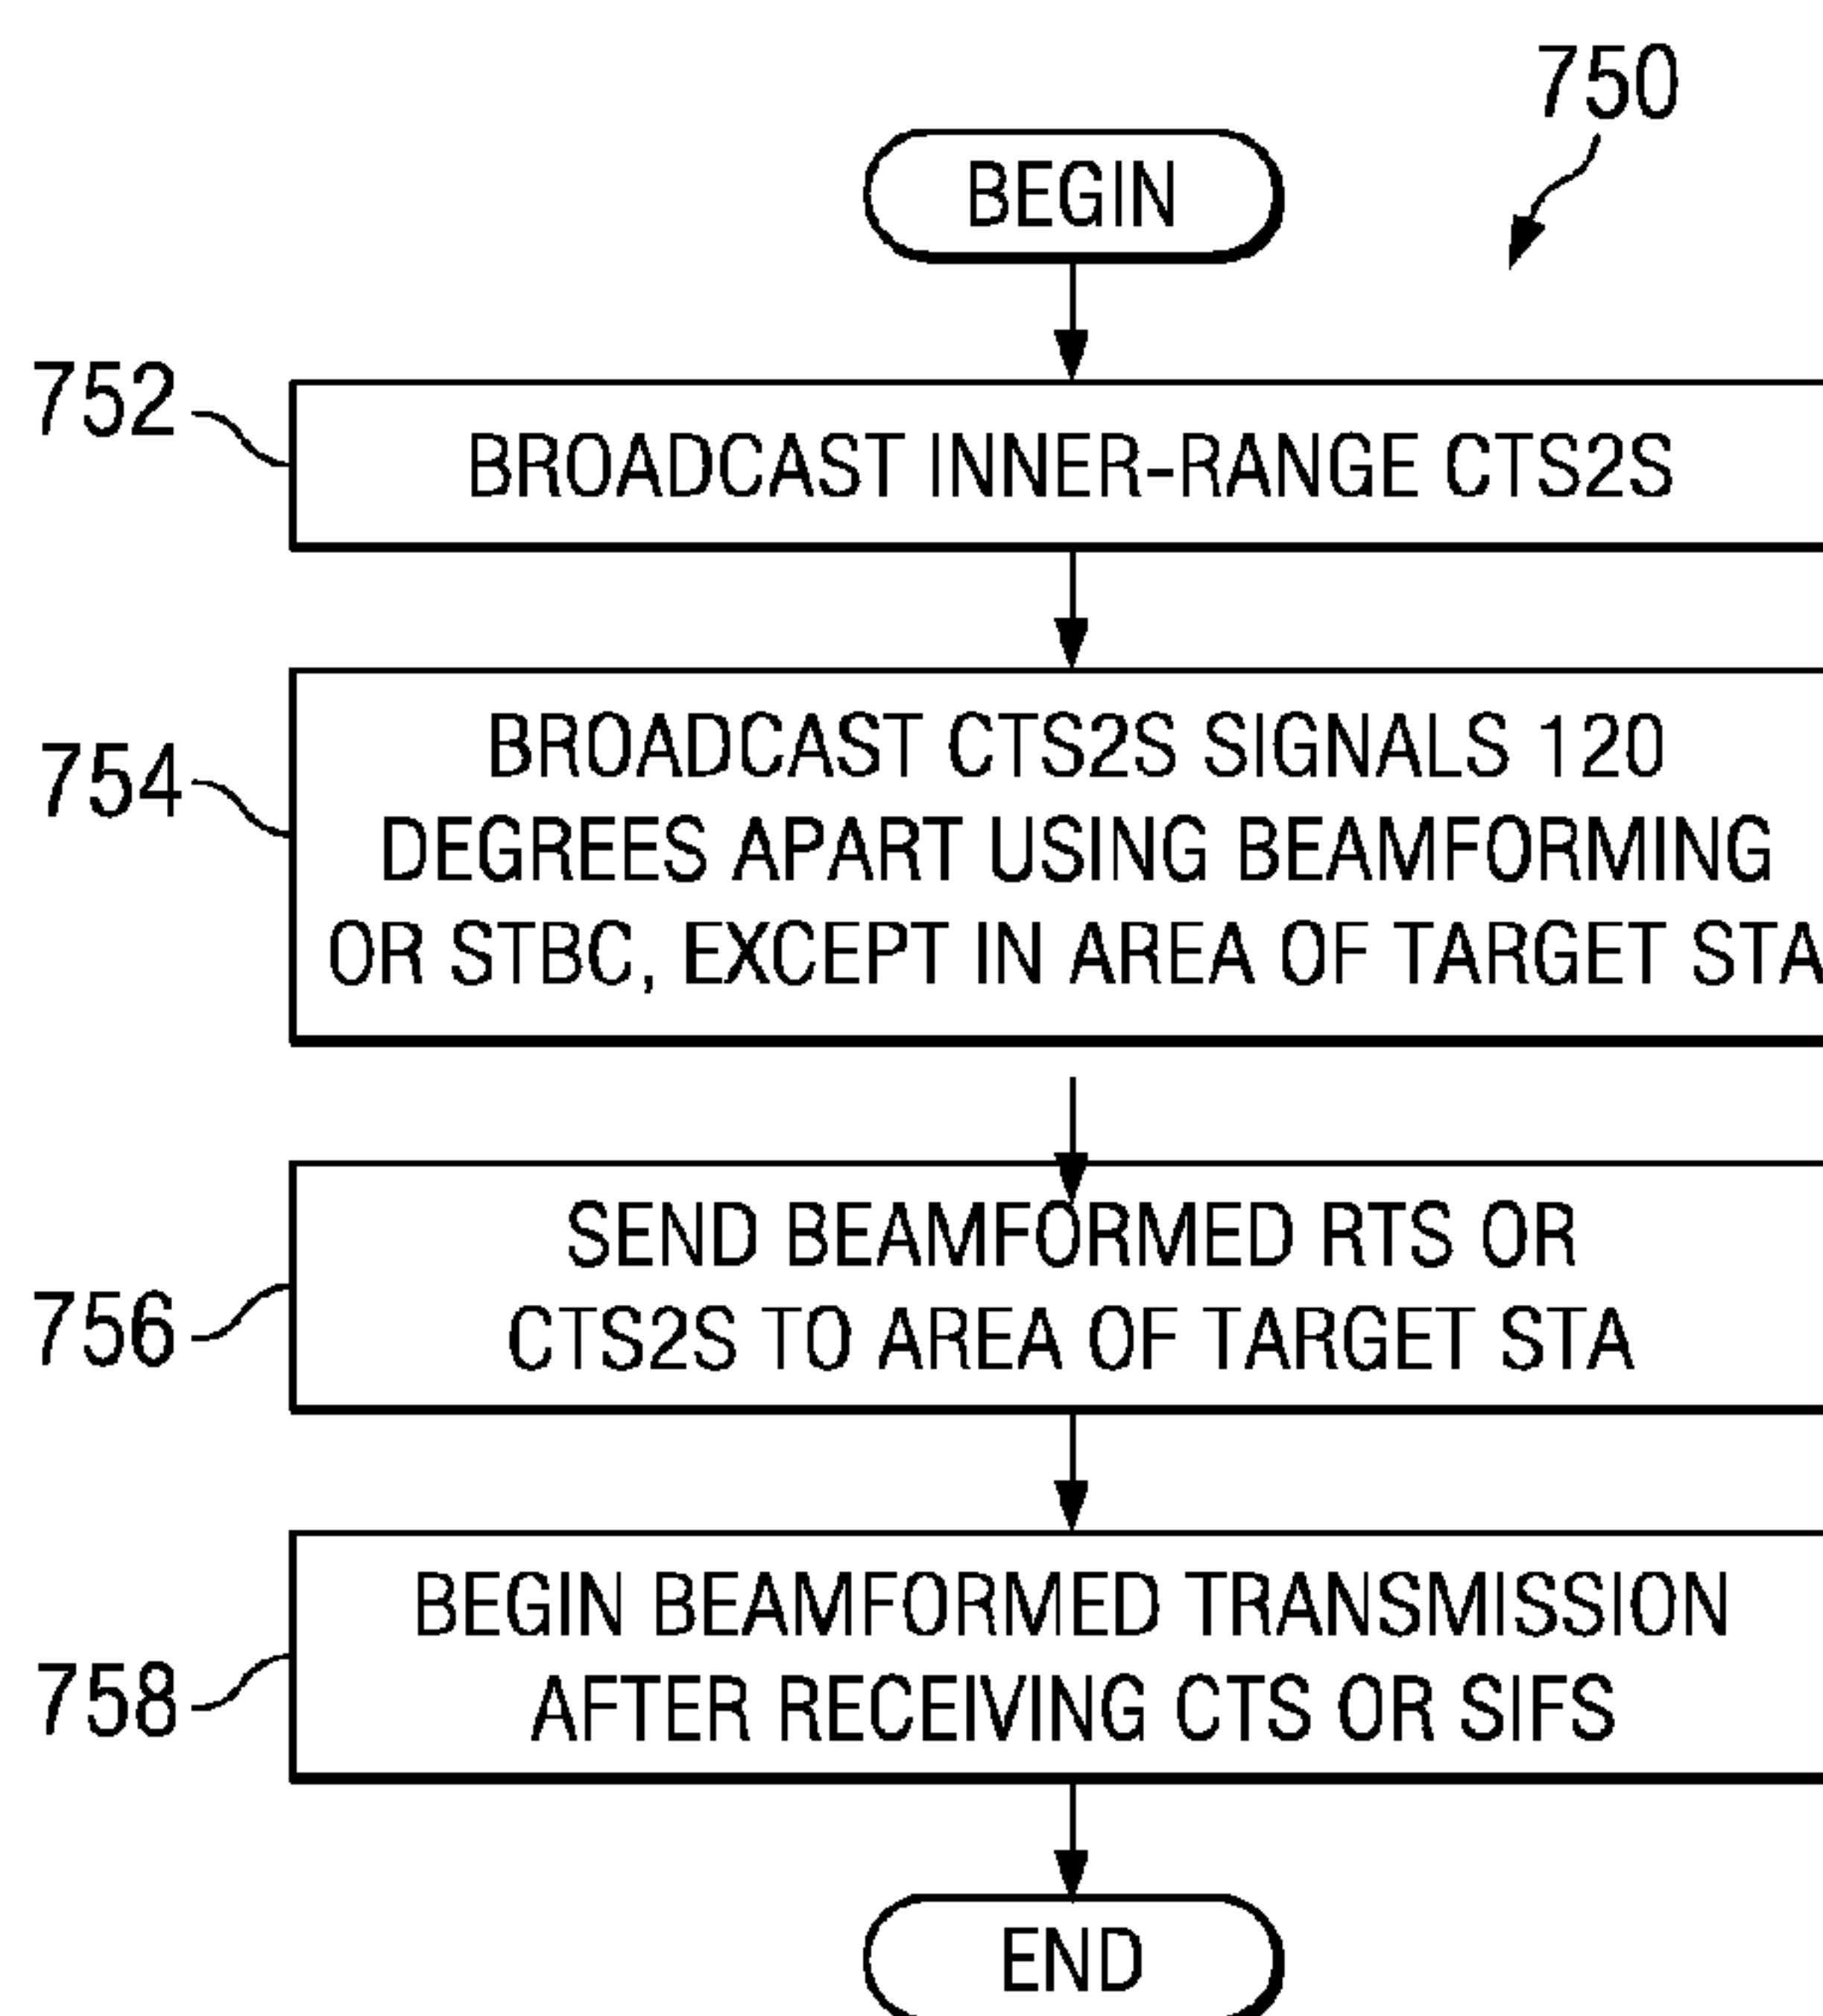 750
BEGIN
752
BROADCAST INNER-RANGE CTS2S
754
BROADCAST CTS2S SIGNALS 120
DEGREES APART USING BEAMFORMING
OR STBC, EXCEPT IN AREA OF TARGET STA
756
SEND BEAMFORMED RTS OR
CTS2S TO AREA OF TARGET STA
758
BEGIN BEAMFORMED TRANSMISSION
AFTER RECEIVING CTS OR SIFS
END